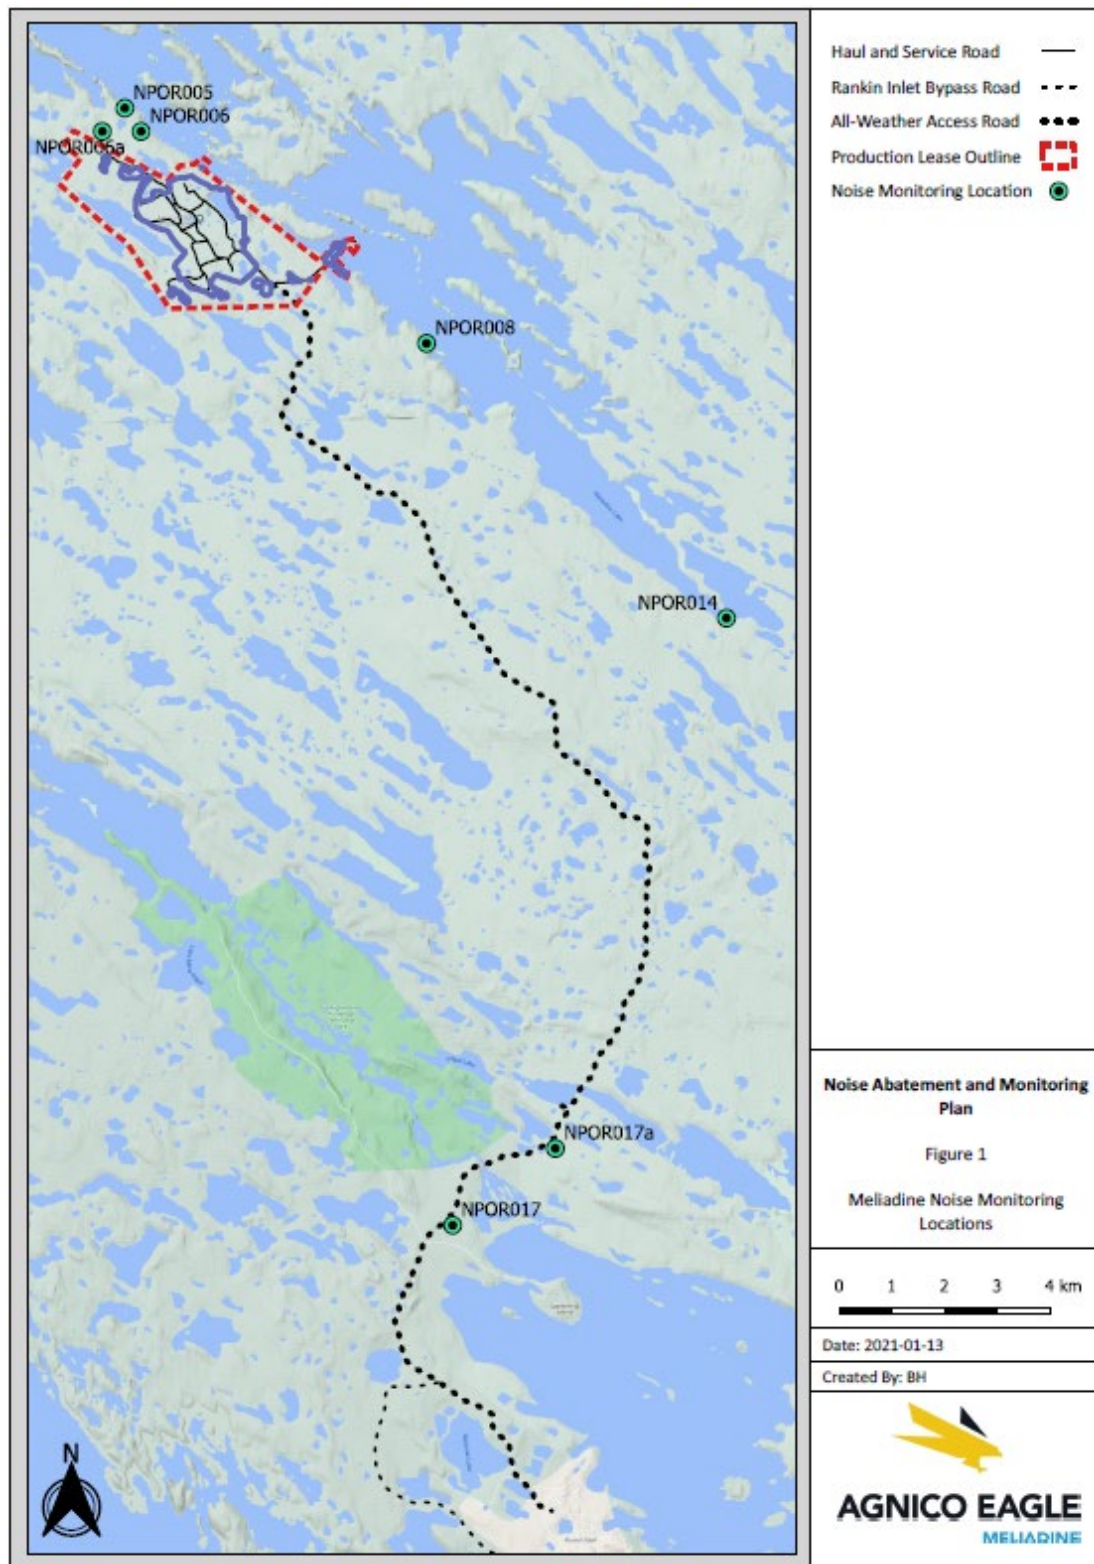 NPOR005
NPOR006
NPOR006a
NPOR008
NPOR014
NPOR017a
NPOR017
N
Haul and Service Road
Rankin Inlet Bypass Road
All-Weather Access Road
Production Lease Outline
Noise Monitoring Location
Noise Abatement and Monitoring
Plan
Figure 1
Meliadine Noise Monitoring
Locations
0 1 2 3 4 km
Date: 2021-01-13
Created By: BH
AGNICO EAGLE
MELIADINE